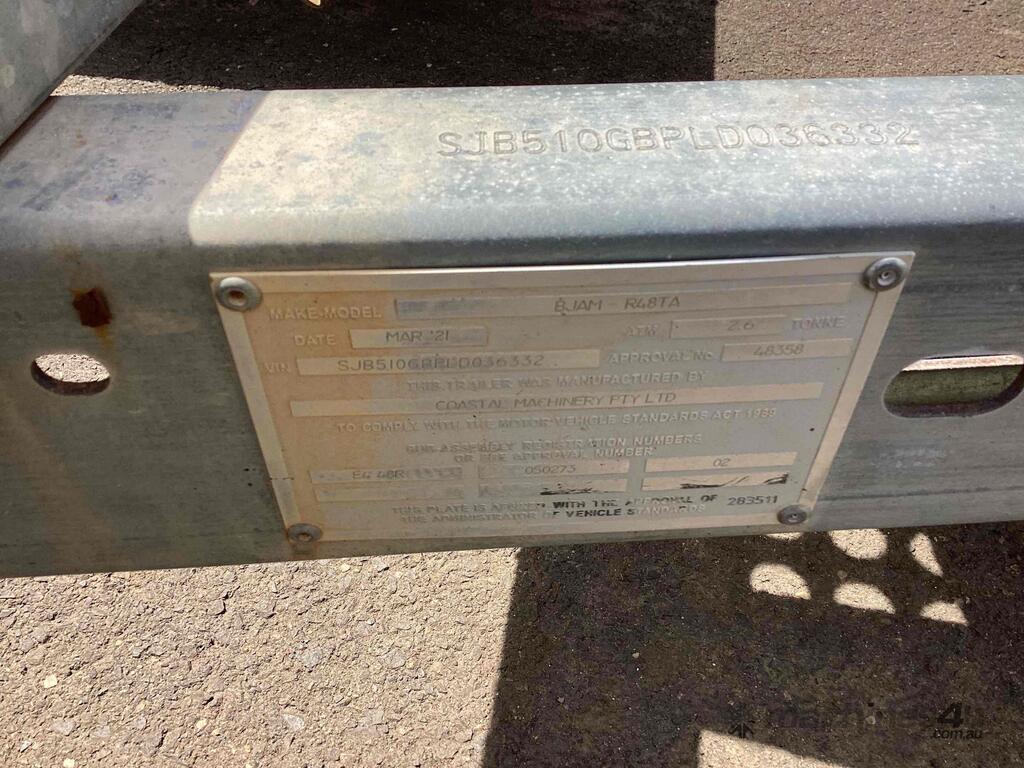 SJB510GBPLD036332
MAKE-MODEL BJAM - R48TA
DATE MAR '21 ATM 2.6 TONNE
VIN SJB510GBPLD036332 APPROVAL No. 48358
THIS TRAILER WAS MANUFACTURED BY
COASTAL MACHINERY PTY LTD
TO COMPLY WITH THE MOTOR VEHICLE STANDARDS ACT 1989
SUB ASSEMBLY REGISTRATION NUMBERS
OR APPROVAL NUMBER
E4 48R 050273 02
THIS PLATE IS AFFIXED WITH THE APPROVAL OF 283511
THE ADMINISTRATOR OF VEHICLE STANDARDS
machines4u
.com.au